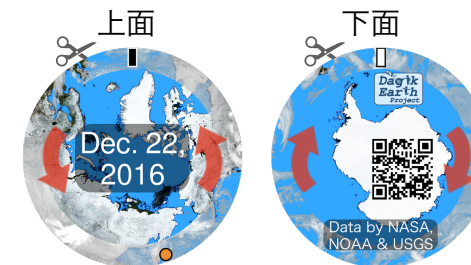 上面
下面
Dec. 22,
2016
Dagik
Earth
Project
Data by NASA,
NOAA & USGS